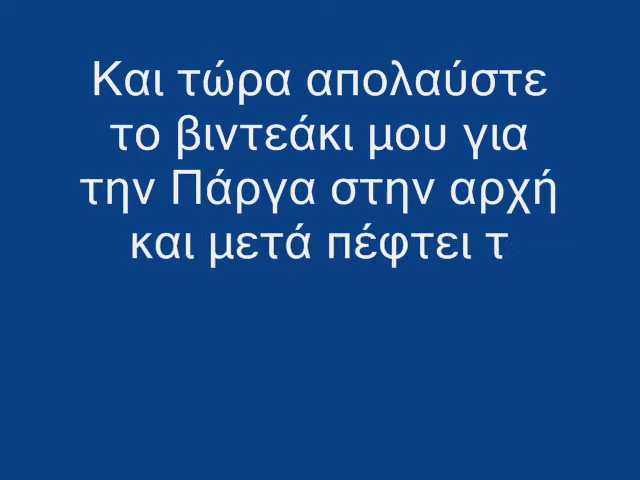 Και τώρα απολαύστε
το βιντεάκι μου για
την Πάργα στην αρχή
και μετά πέφτει τ